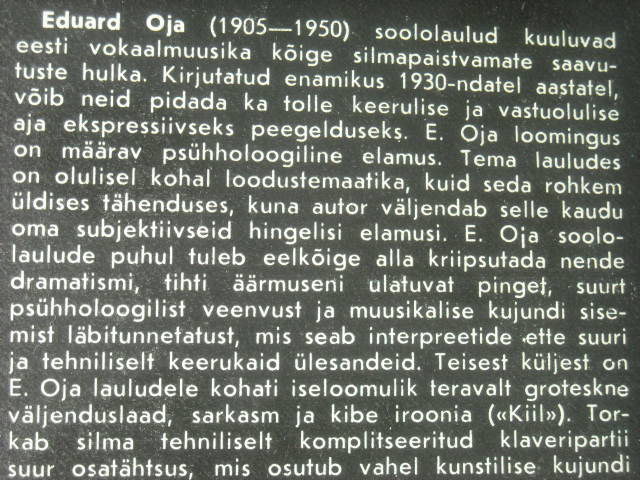 Eduard Oja (1905—1950) soololaulud kuuluvad
eesti vokaalmuusika kõige silmapaistvamate saavu-
tuste hulka. Kirjutatud enamikus 1930-ndatel aastatel,
võib neid pidada ka tolle keerulise ja vastuolulise
aja ekspressiivseks peegelduseks. E. Oja loomingus
on määrav psühholoogiline elamus. Tema lauludes
on olulisel kohal loodustemaatika, kuid seda rohkem
üldises tähenduses, kuna autor väljendab selle kaudu
oma subjektiivseid hingelisi elamusi. E. Oja soolo-
laulude puhul tuleb eelkõige alla kriipsutada nende
dramatismi, tihti äärmuseni ulatuvat pinget, suurt
psühholoogilist veenvust ja muusikalise kujundi sise-
mist läbitunnetatust, mis seab interpreetide ette suuri
ja tehniliselt keerukaid ülesandeid. Teisest küljest on
E. Oja lauludele kohati iseloomulik teravalt groteskne
väljenduslaad, sarkasm ja kibe iroonia («Kiil»). Tor-
kab silma tehniliselt komplitseeritud klaveripartii
suur osatähtsus, mis osutub vahel kunstilise kujundi